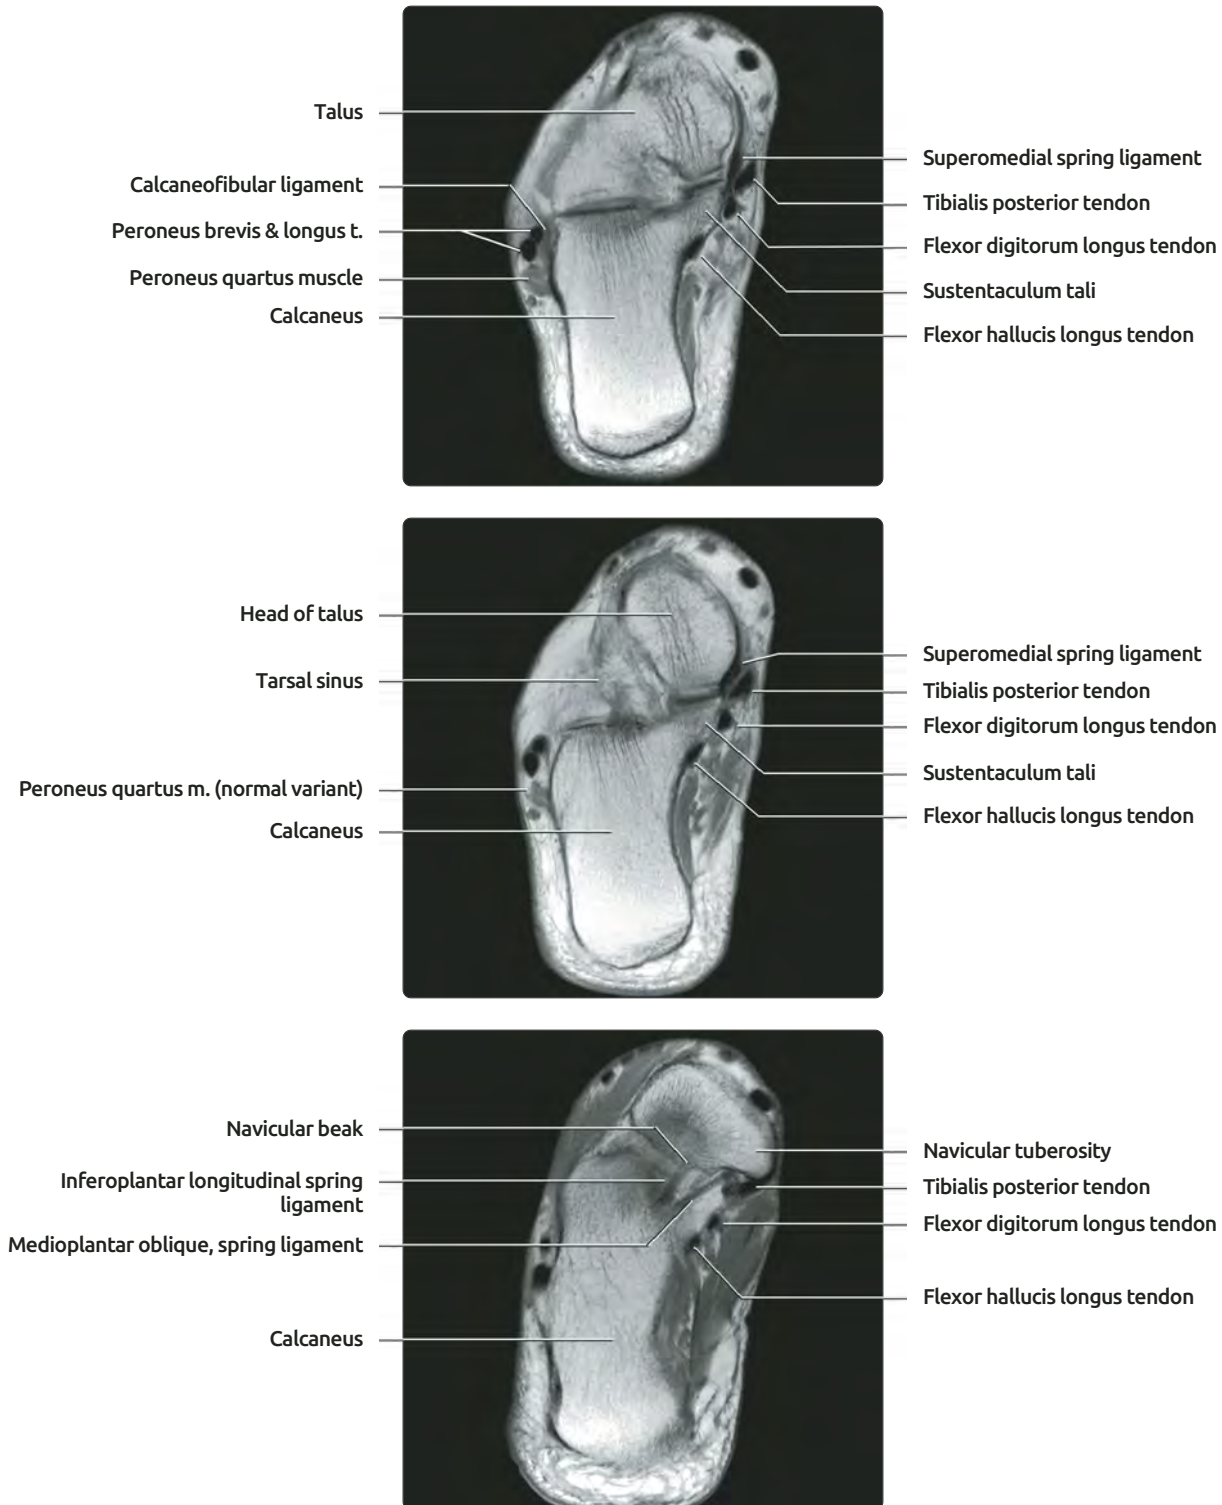 Talus
Calcaneofibular ligament
Peroneus brevis & longus t.
Peroneus quartus muscle
Calcaneus
Superomedial spring ligament
Tibialis posterior tendon
Flexor digitorum longus tendon
Sustentaculum tali
Flexor hallucis longus tendon
Head of talus
Tarsal sinus
Peroneus quartus m. (normal variant)
Calcaneus
Superomedial spring ligament
Tibialis posterior tendon
Flexor digitorum longus tendon
Sustentaculum tali
Flexor hallucis longus tendon
Navicular beak
Inferoplantar longitudinal spring
ligament
Medioplantar oblique, spring ligament
Calcaneus
Navicular tuberosity
Tibialis posterior tendon
Flexor digitorum longus tendon
Flexor hallucis longus tendon